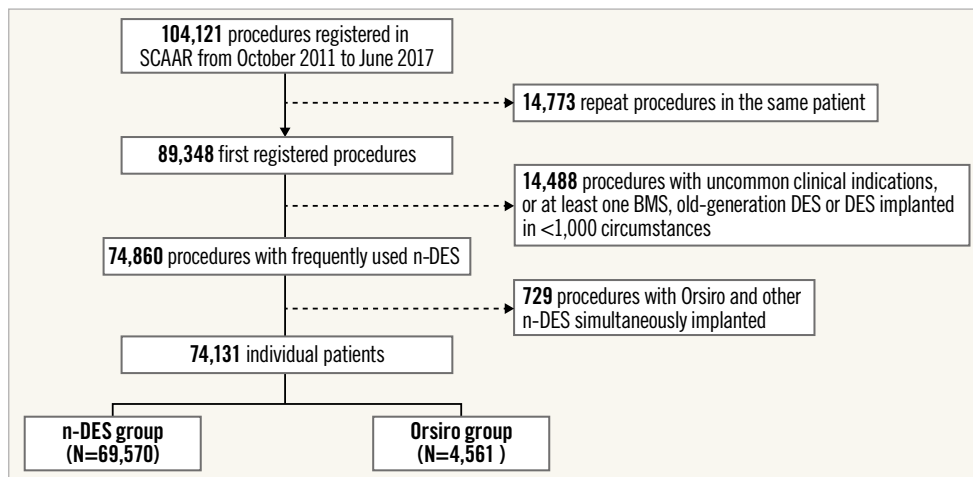 104,121 procedures registered in
SCAAR from October 2011 to June 2017
14,773 repeat procedures in the same patient
89,348 first registered procedures
14,488 procedures with uncommon clinical indications,
or at least one BMS, old-generation DES or DES implanted
in <1,000 circumstances
74,860 procedures with frequently used n-DES
729 procedures with Orsiro and other
n-DES simultaneously implanted
74,131 individual patients
n-DES group
(N=69,570)
Orsiro group
(N=4,561 )